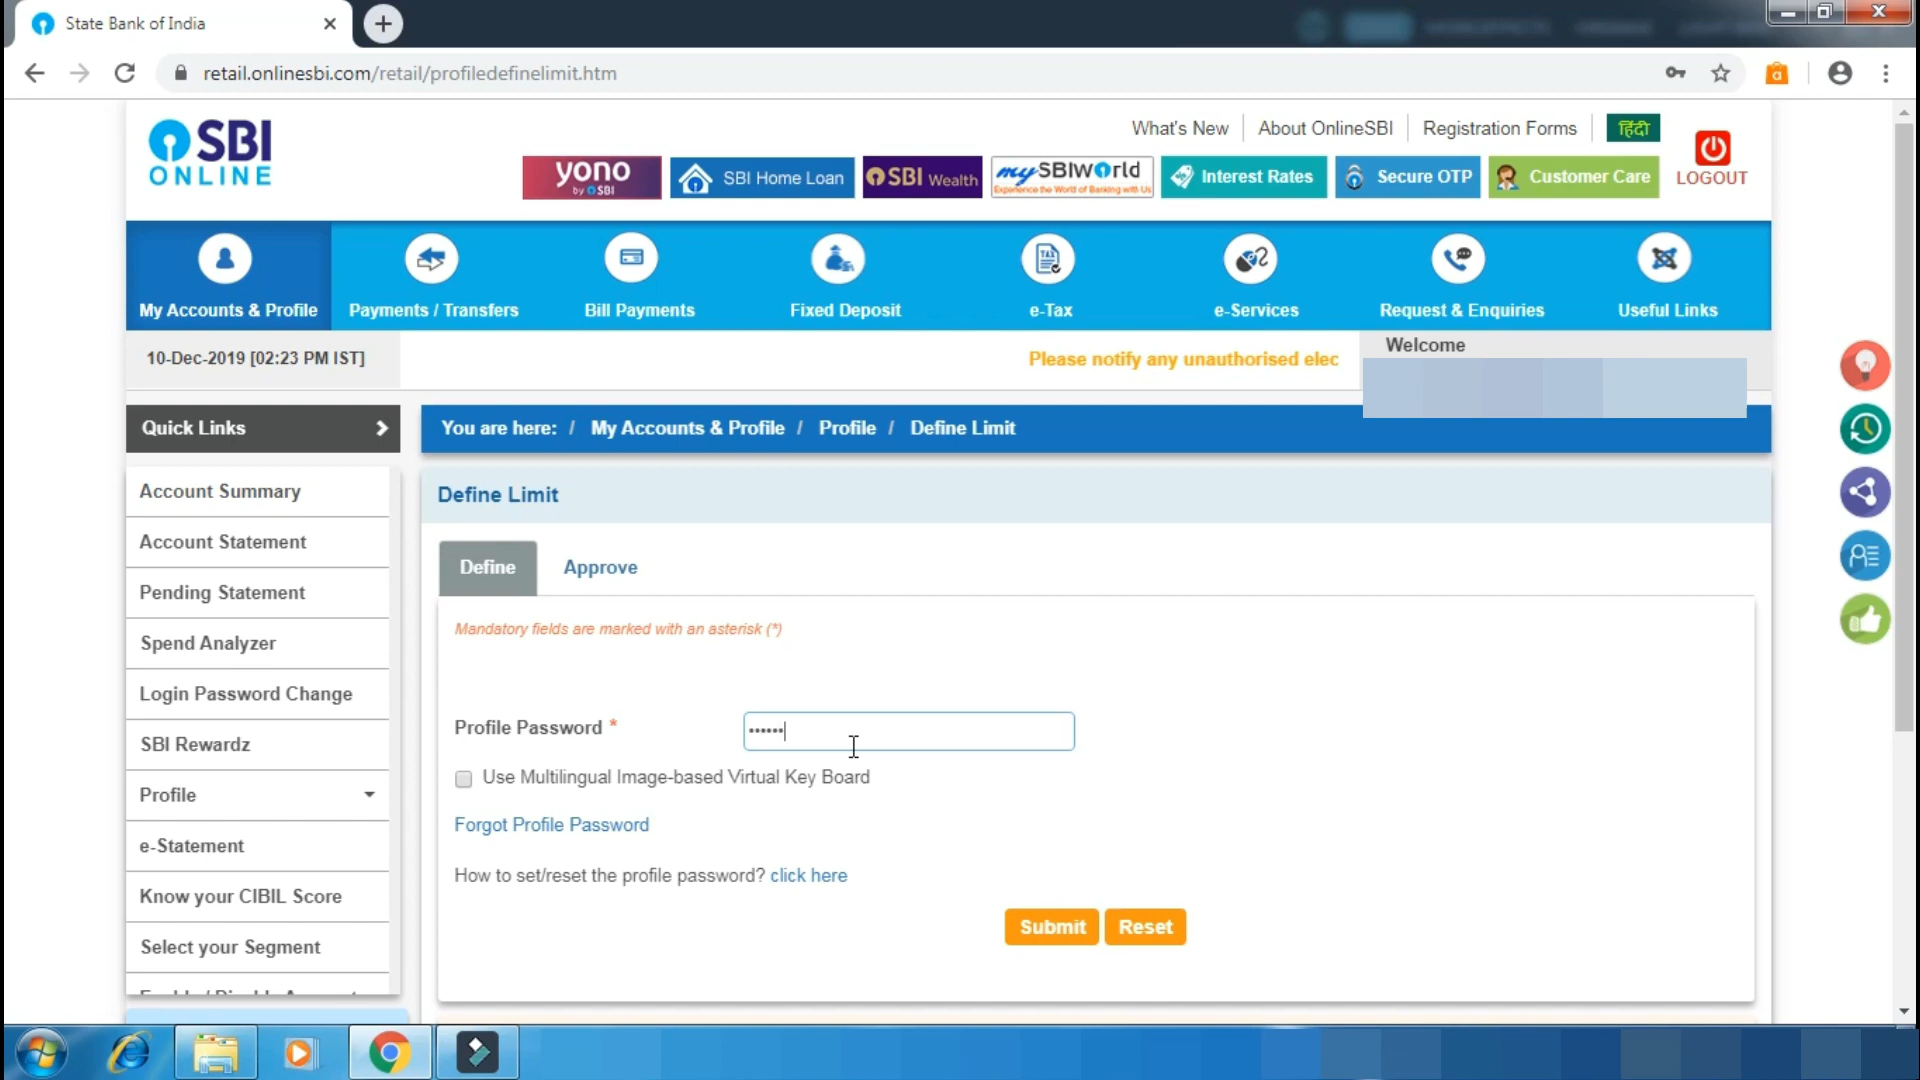 State Bank of India
retail.onlinesbi.com/retail/profiledefinelimit.htm
What's New
About OnlineSBI
Registration Forms
हिंदी
SBI
ONLINE
yono
by SBI
SBI Home Loan
SBI Wealth
my SBIWorld
Experience the World of Banking with Us
Interest Rates
Secure OTP
Customer Care
LOGOUT
My Accounts & Profile
Payments / Transfers
Bill Payments
Fixed Deposit
TAX
e-Tax
e-Services
Request & Enquiries
Useful Links
10-Dec-2019 [02:23 PM IST]
Please notify any unauthorised elec
Welcome
Quick Links
You are here: / My Accounts & Profile / Profile / Define Limit
Account Summary
Account Statement
Pending Statement
Spend Analyzer
Login Password Change
SBI Rewardz
Profile
e-Statement
Know your CIBIL Score
Select your Segment
Define Limit
Define
Approve
Mandatory fields are marked with an asterisk (*)
Profile Password *
••••••
Use Multilingual Image-based Virtual Key Board
Forgot Profile Password
How to set/reset the profile password? click here
Submit
Reset